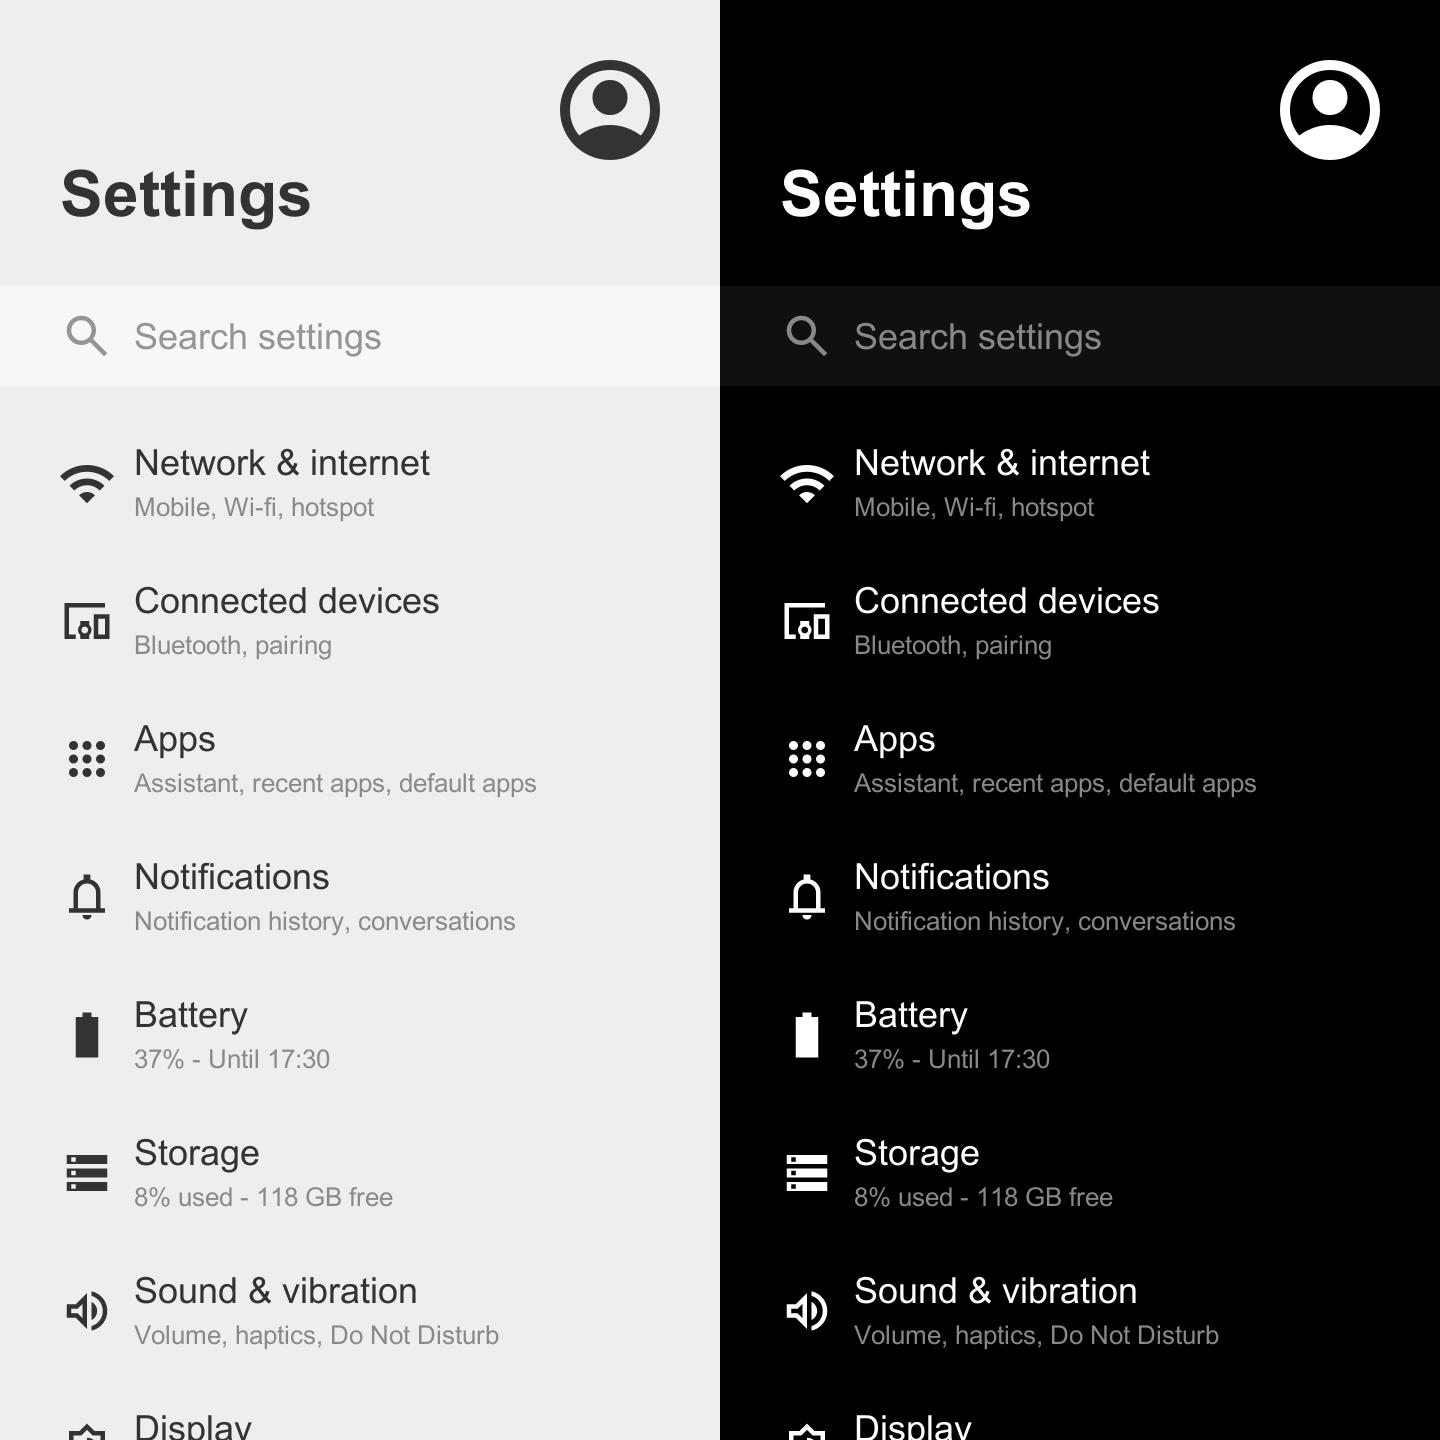 Settings
Search settings
Network & internet
Mobile, Wi-fi, hotspot
Connected devices
Bluetooth, pairing
Apps
Assistant, recent apps, default apps
Notifications
Notification history, conversations
Battery
37% - Until 17:30
Storage
8% used - 118 GB free
Sound & vibration
Volume, haptics, Do Not Disturb
Display
Settings
Search settings
Network & internet
Mobile, Wi-fi, hotspot
Connected devices
Bluetooth, pairing
Apps
Assistant, recent apps, default apps
Notifications
Notification history, conversations
Battery
37% - Until 17:30
Storage
8% used - 118 GB free
Sound & vibration
Volume, haptics, Do Not Disturb
Display